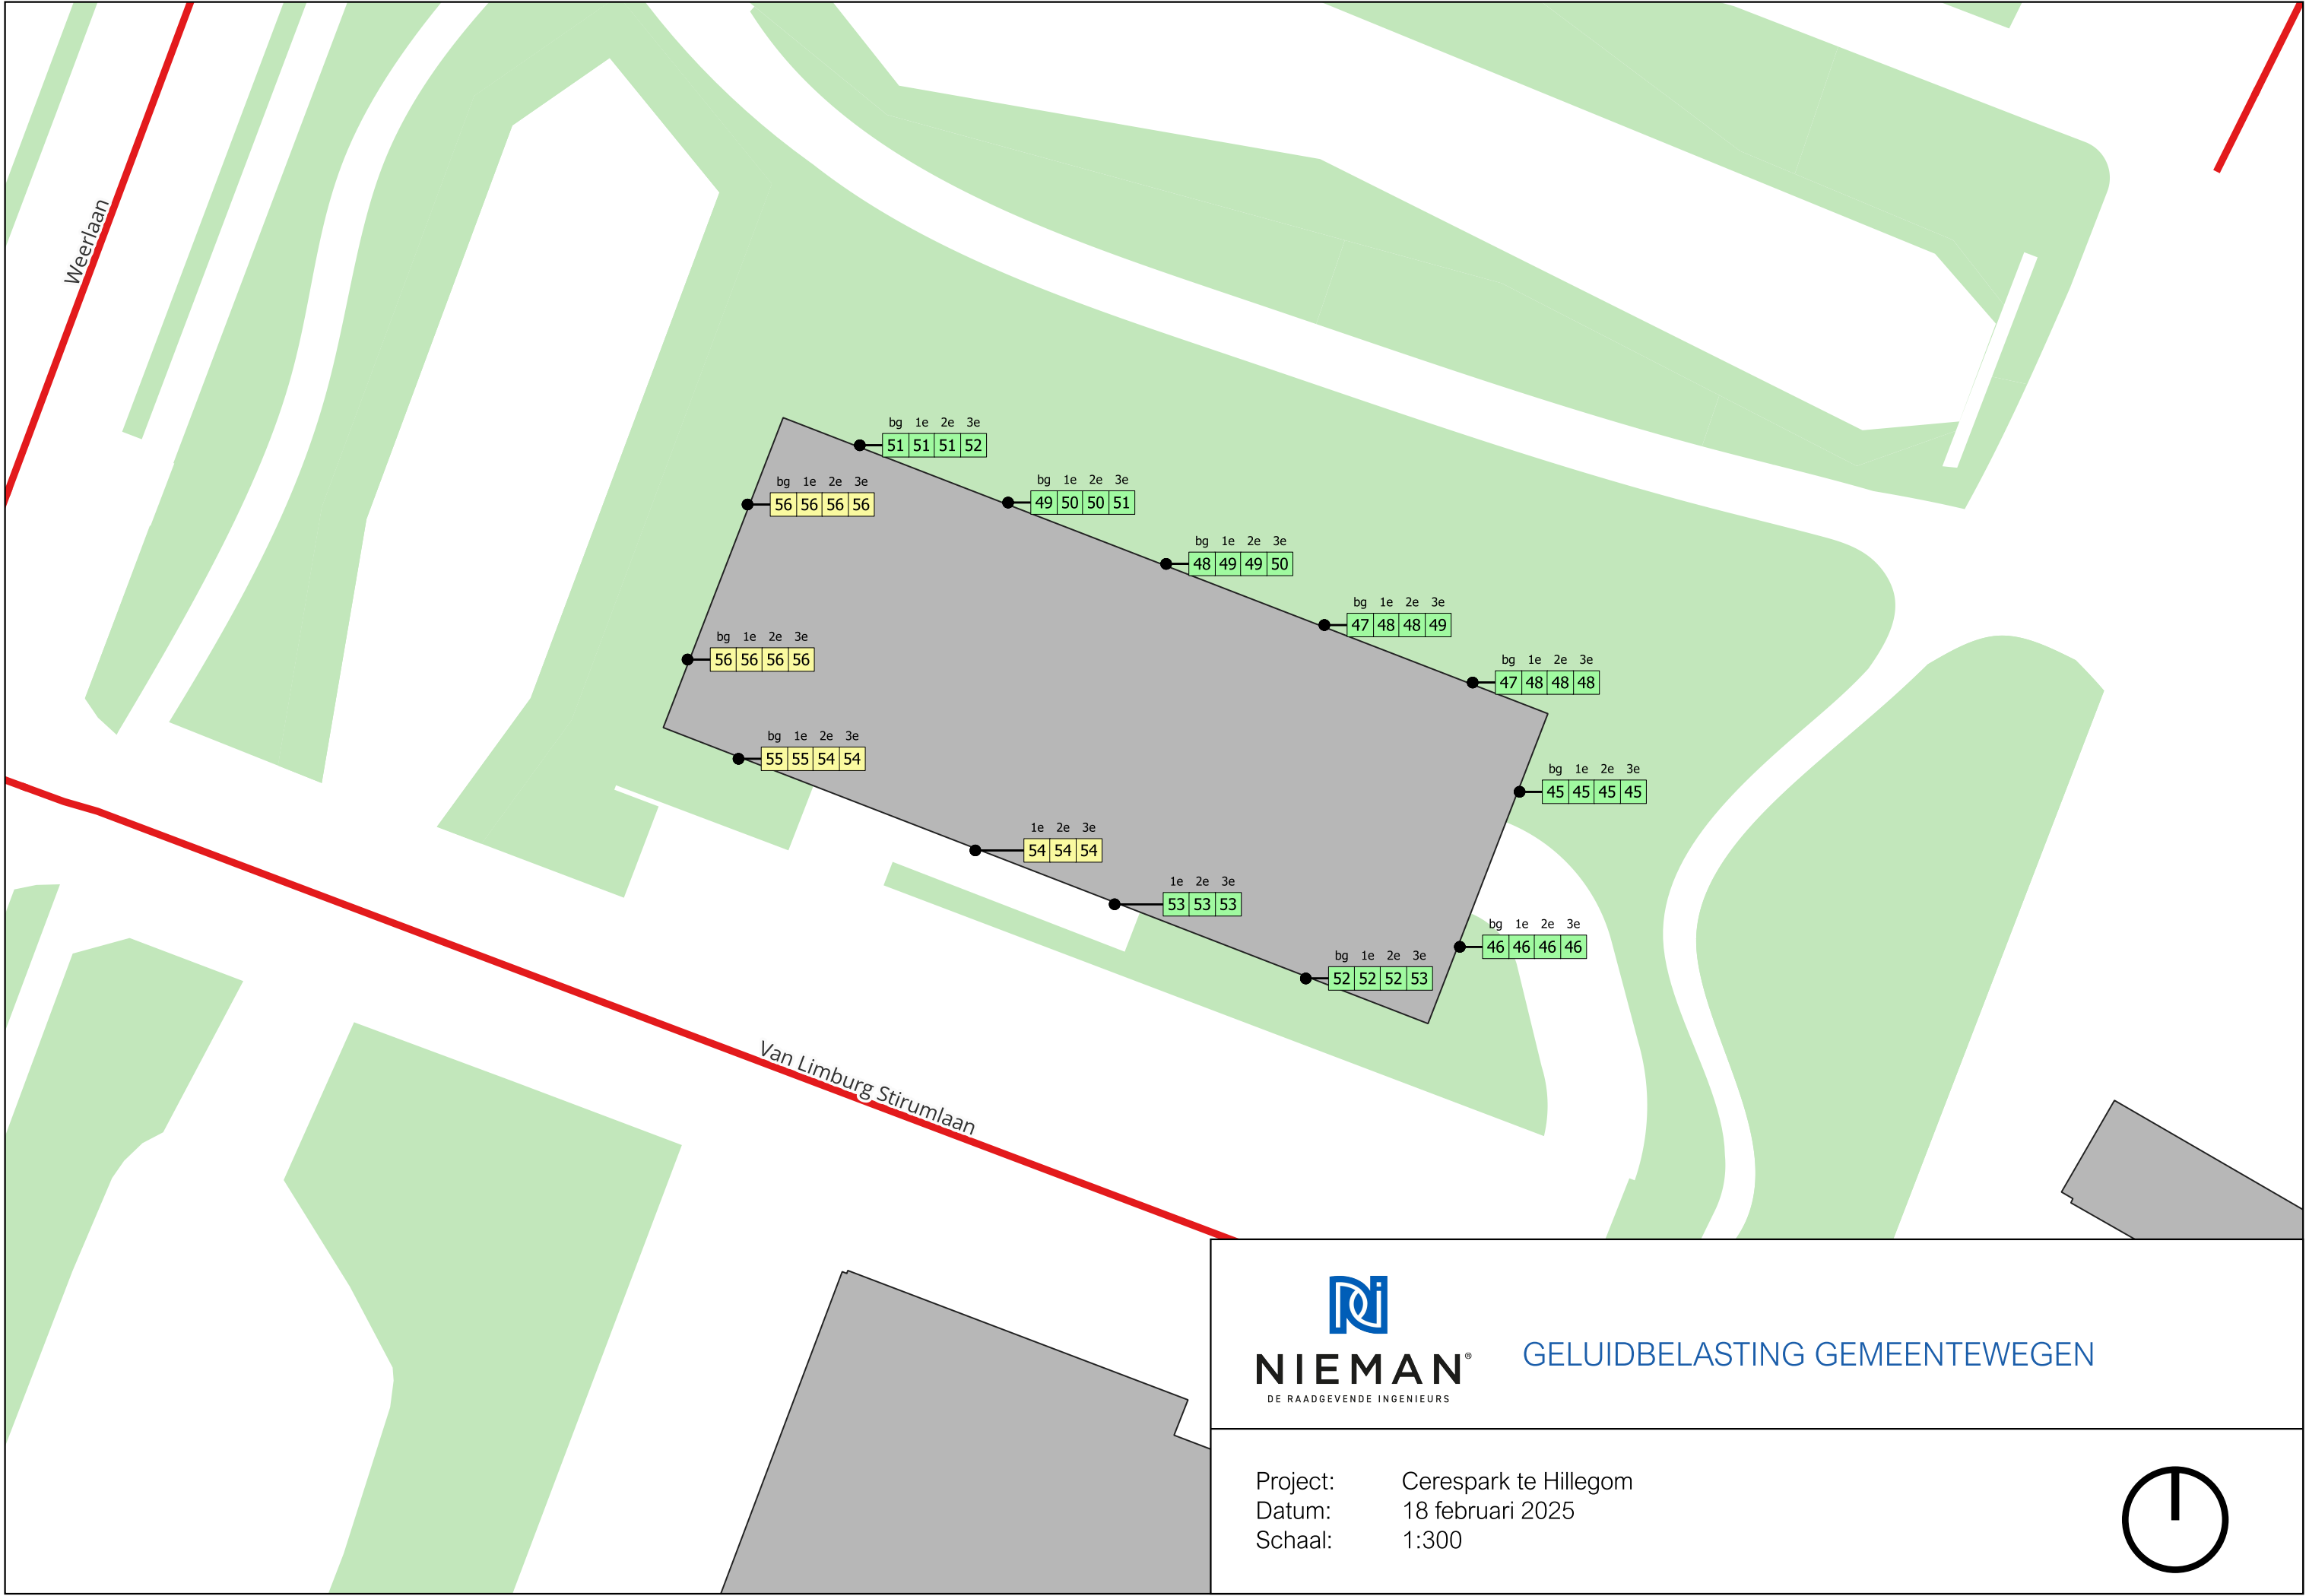 Weerlaan
bg 1e 2e 3e
51 51 51 52
bg 1e 2e 3e
56 56 56 56
bg 1e 2e 3e
49 50 50 51
bg 1e 2e 3e
48 49 49 50
bg 1e 2e 3e
47 48 48 49
bg 1e 2e 3e
56 56 56 56
bg 1e 2e 3e
47 48 48 48
bg 1e 2e 3e
55 55 54 54
bg 1e 2e 3e
45 45 45 45
1e 2e 3e
54 54 54
1e 2e 3e
53 53 53
bg 1e 2e 3e
46 46 46 46
bg 1e 2e 3e
52 52 52 53
Van Limburg Stirumlaan
NIEMAN®
DE RAADGEVENDE INGENIEURS
GELUIDBELASTING GEMEENTEWEGEN
Project: Cerespark te Hillegom
Datum: 18 februari 2025
Schaal: 1:300